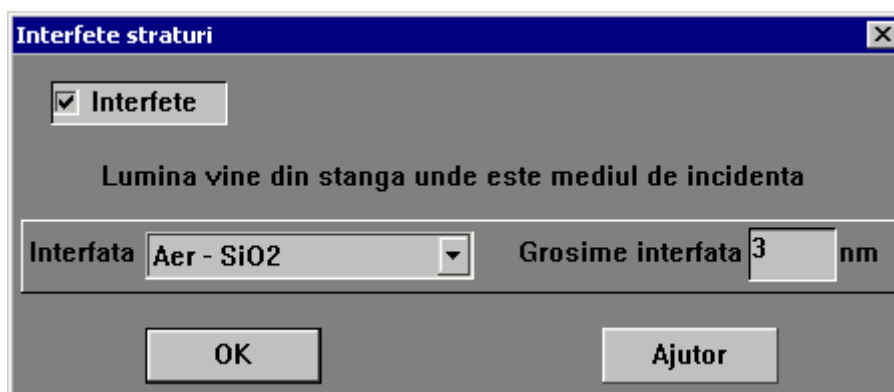 Interfete straturi
Interfete
Lumina vine din stanga unde este mediul de incidenta
Interfata Aer - SiO2 Grosime interfata 3 nm
OK Ajutor